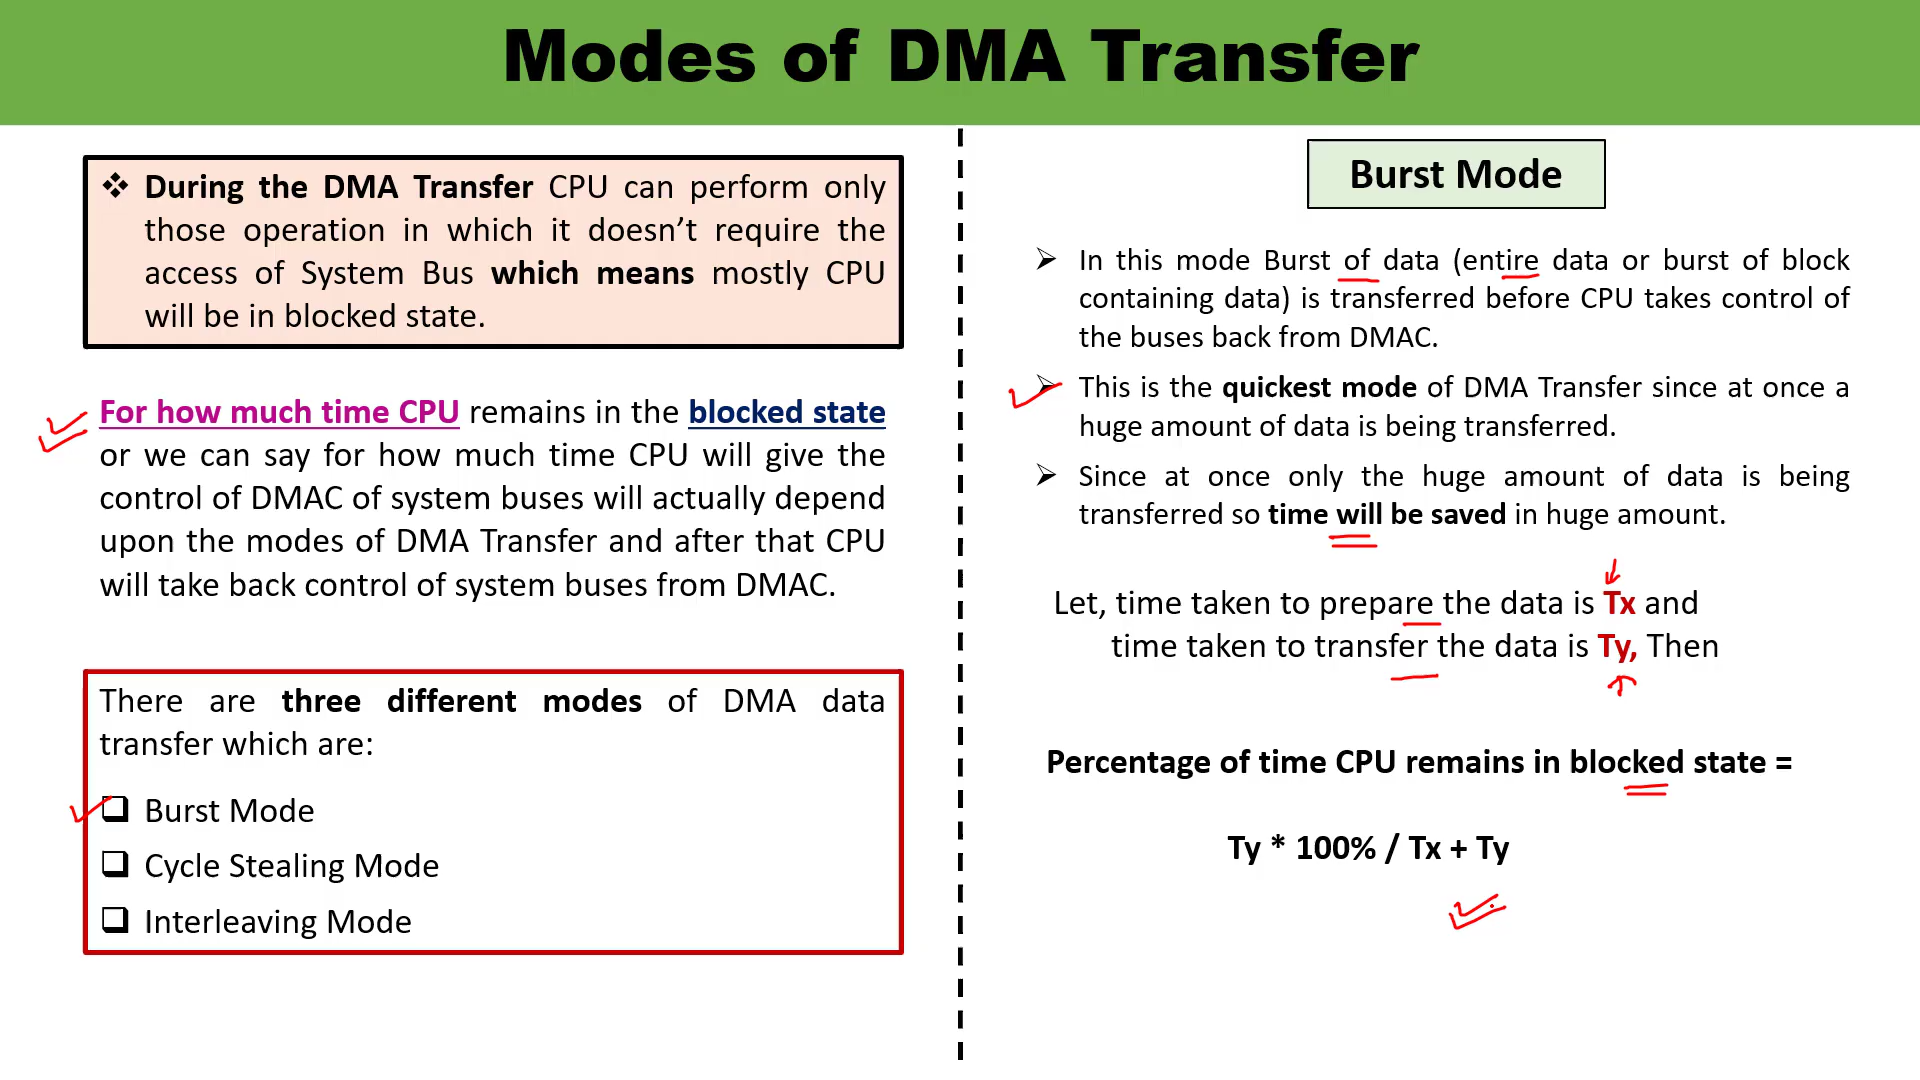 Modes of DMA Transfer
❖ During the DMA Transfer CPU can perform only
those operation in which it doesn’t require the
access of System Bus which means mostly CPU
will be in blocked state.
For how much time CPU remains in the blocked state
or we can say for how much time CPU will give the
control of DMAC of system buses will actually depend
upon the modes of DMA Transfer and after that CPU
will take back control of system buses from DMAC.
There are three different modes of DMA data
transfer which are:
❑ Burst Mode
❑ Cycle Stealing Mode
❑ Interleaving Mode
Burst Mode
➢ In this mode Burst of data (entire data or burst of block
containing data) is transferred before CPU takes control of
the buses back from DMAC.
➢ This is the quickest mode of DMA Transfer since at once a
huge amount of data is being transferred.
➢ Since at once only the huge amount of data is being
transferred so time will be saved in huge amount.
Let, time taken to prepare the data is Tx and
time taken to transfer the data is Ty, Then
Percentage of time CPU remains in blocked state =
Ty * 100% / Tx + Ty